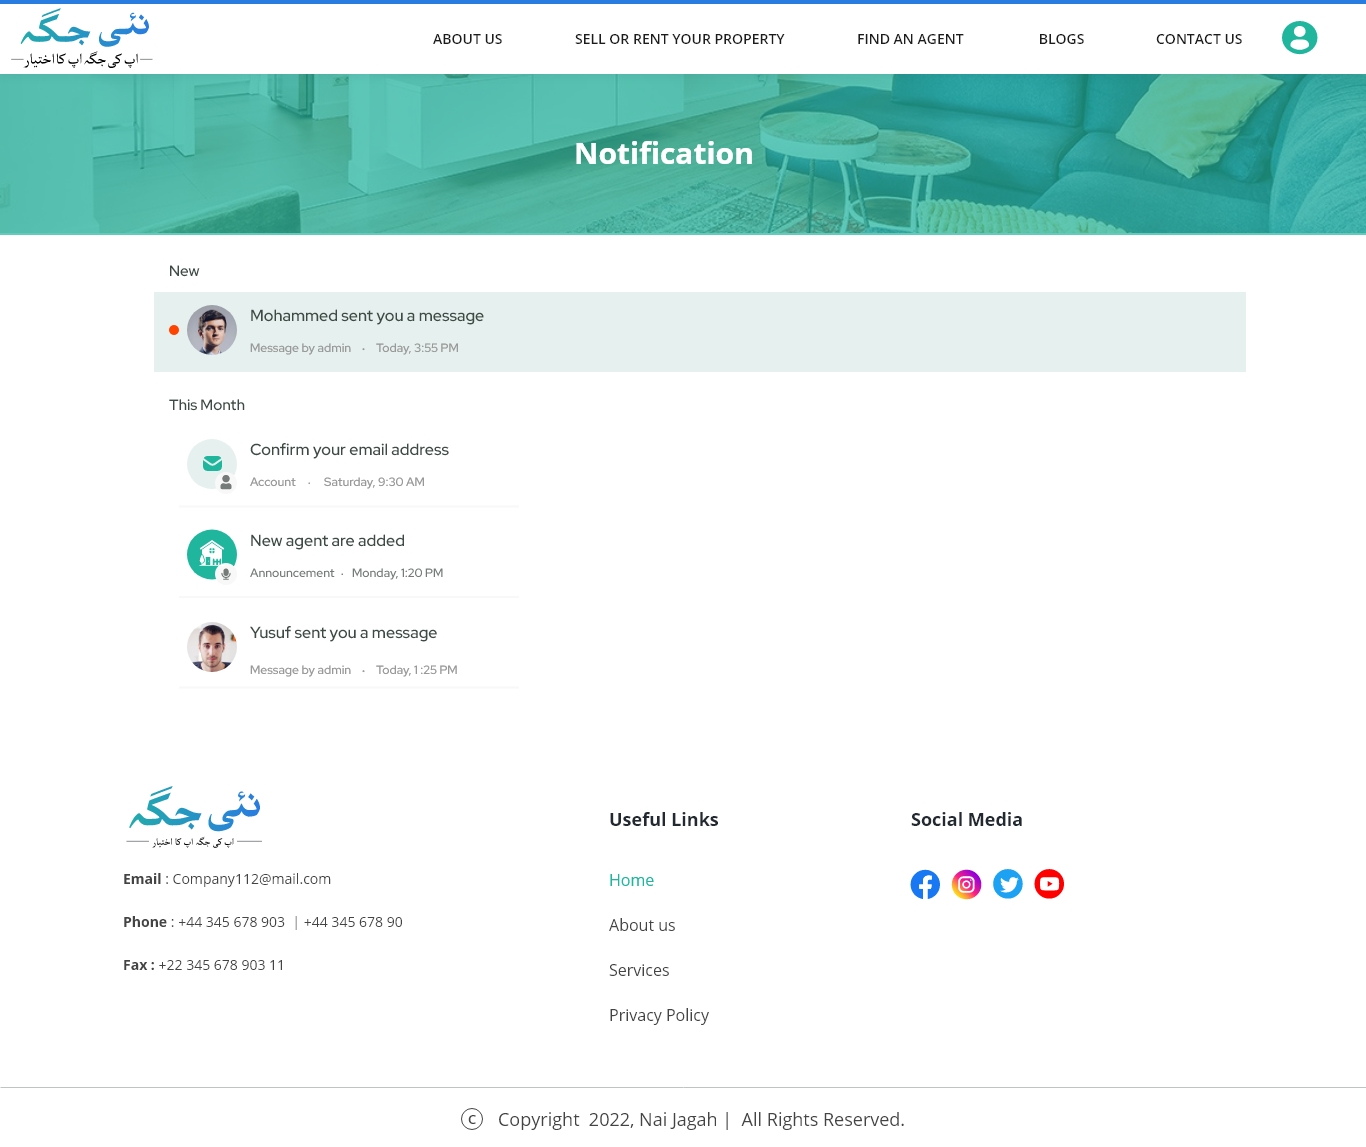 نئی جگہ
اپ کی جگہ اپ کا اختیار
ABOUT US
SELL OR RENT YOUR PROPERTY
FIND AN AGENT
BLOGS
CONTACT US
Notification
New
Mohammed sent you a message
Message by admin · Today, 3:55 PM
This Month
Confirm your email address
Account · Saturday, 9:30 AM
New agent are added
Announcement · Monday, 1:20 PM
Yusuf sent you a message
Message by admin · Today, 1 :25 PM
نئی جگہ
اپ کی جگہ اپ کا اختیار
Email : Company112@mail.com
Phone : +44 345 678 903 | +44 345 678 90
Fax : +22 345 678 903 11
Useful Links
Home
About us
Services
Privacy Policy
Social Media
© Copyright 2022, Nai Jagah | All Rights Reserved.